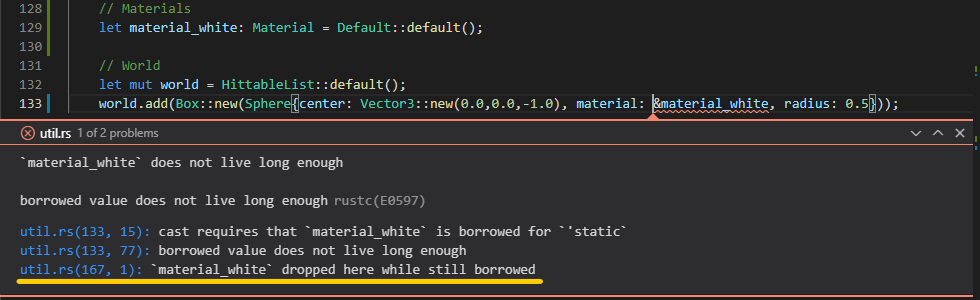 128 // Materials
129 let material_white: Material = Default::default();
130
131 // World
132 let mut world = HittableList::default();
133 world.add(Box::new(Sphere{center: Vector3::new(0.0,0.0,-1.0), material: &material_white, radius: 0.5}));
util.rs 1 of 2 problems
`material_white` does not live long enough
borrowed value does not live long enough rustc(E0597)
util.rs(133, 15): cast requires that `material_white` is borrowed for `'static`
util.rs(133, 77): borrowed value does not live long enough
util.rs(167, 1): `material_white` dropped here while still borrowed